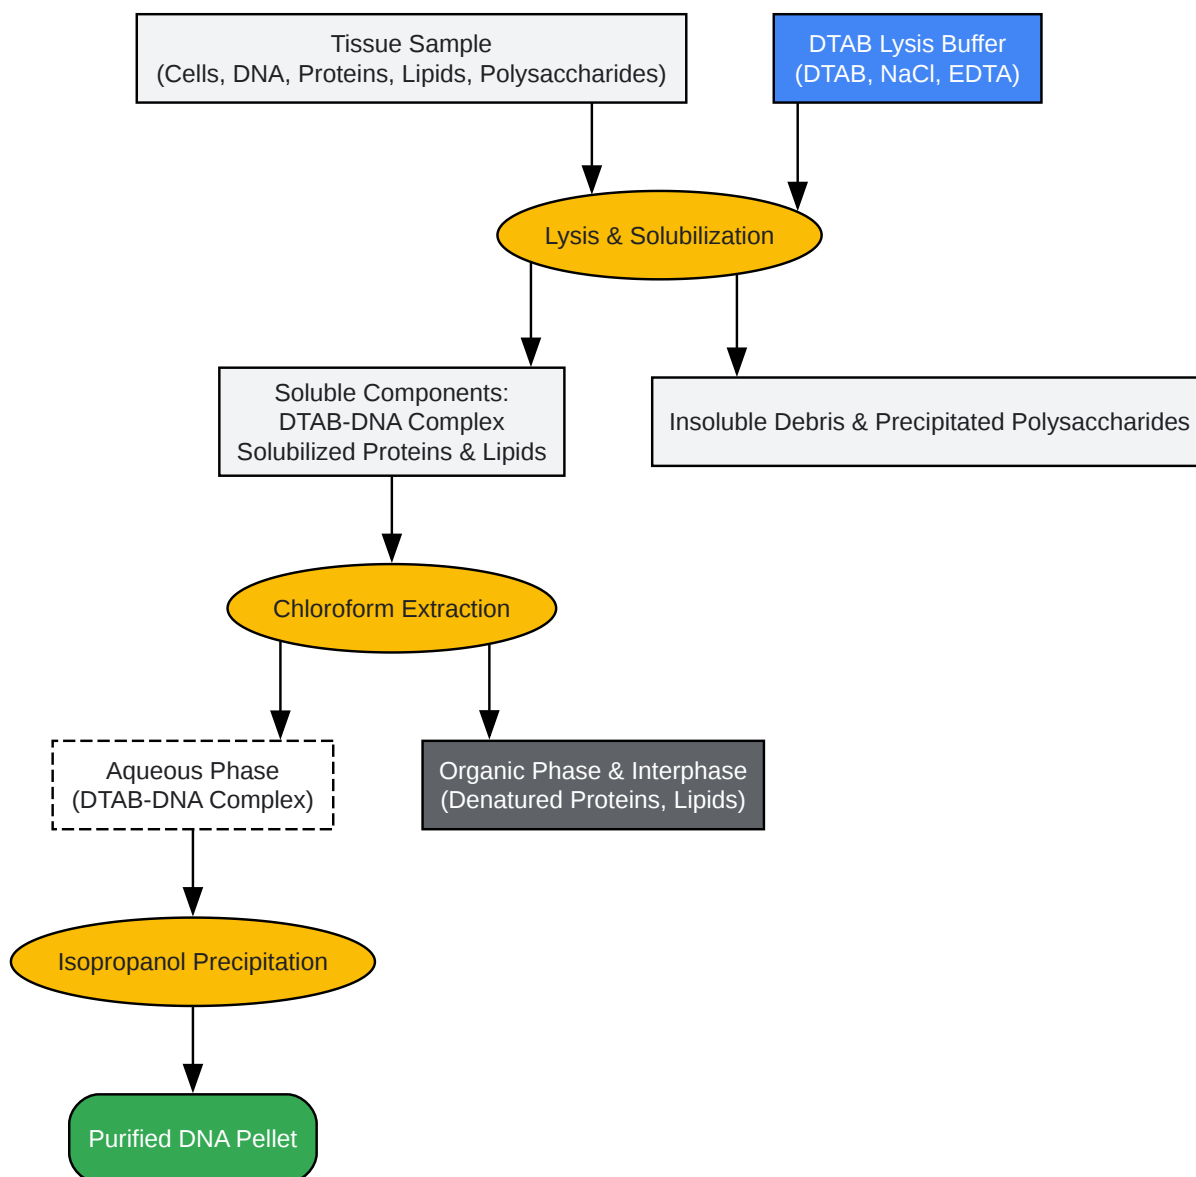 Tissue Sample
(Cells, DNA, Proteins, Lipids, Polysaccharides)
DTAB Lysis Buffer
(DTAB, NaCl, EDTA)
Lysis & Solubilization
Soluble Components:
DTAB-DNA Complex
Solubilized Proteins & Lipids
Insoluble Debris & Precipitated Polysaccharides
Chloroform Extraction
Aqueous Phase
(DTAB-DNA Complex)
Organic Phase & Interphase
(Denatured Proteins, Lipids)
Isopropanol Precipitation
Purified DNA Pellet